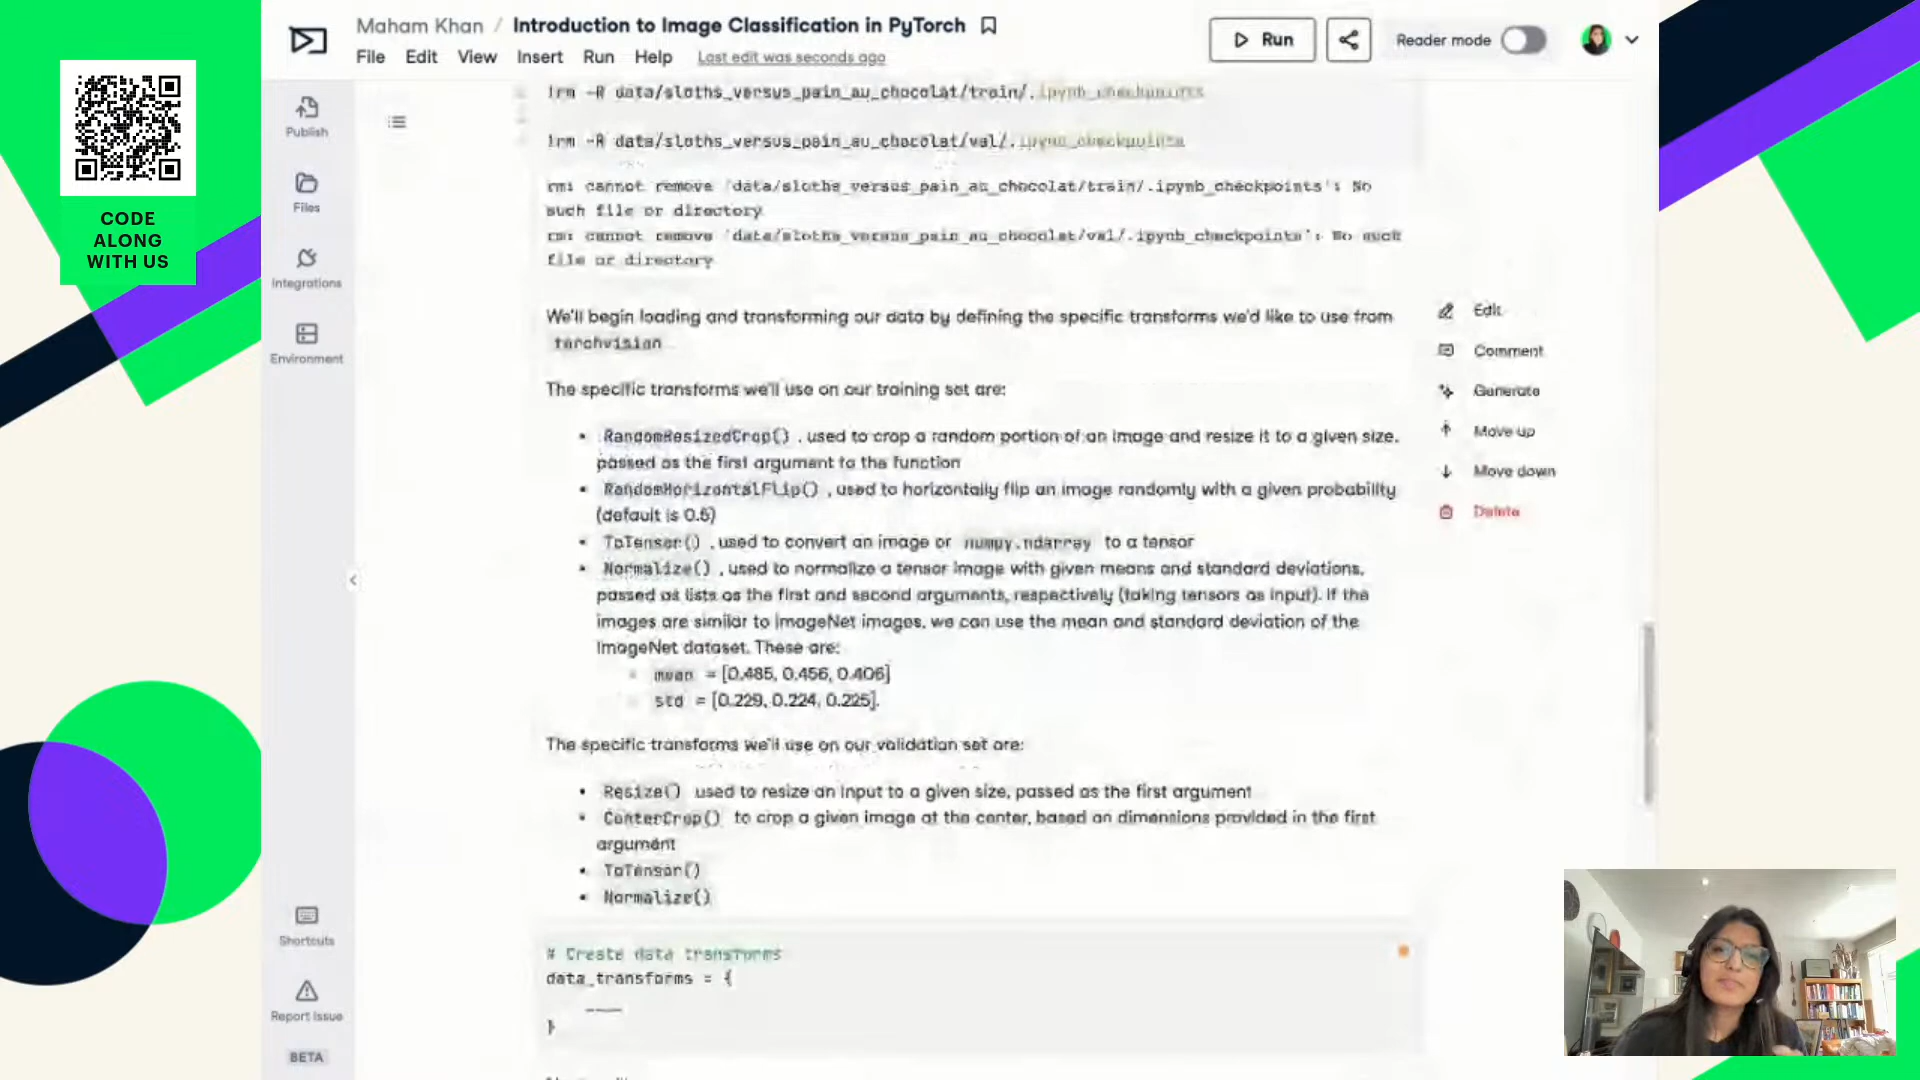 Maham Khan / Introduction to Image Classification in PyTorch
Run
Reader mode
File Edit View Insert Run Help Last edit was seconds ago
CODE
ALONG
WITH US
Publish
Files
Integrations
Environment
Shortcuts
Report Issue
BETA
!rm -R data/sloths_versus_pain_au_chocolat/train/.ipynb_checkpoints
!rm -R data/sloths_versus_pain_au_chocolat/val/.ipynb_checkpoints
rm: cannot remove 'data/sloths_versus_pain_au_chocolat/train/.ipynb_checkpoints': No
such file or directory
rm: cannot remove 'data/sloths_versus_pain_au_chocolat/val/.ipynb_checkpoints': No such
file or directory
We'll begin loading and transforming our data by defining the specific transforms we'd like to use from
torchvision
The specific transforms we'll use on our training set are:
• RandomResizedCrop() , used to crop a random portion of an image and resize it to a given size,
passed as the first argument to the function
• RandomHorizontalFlip() , used to horizontally flip an image randomly with a given probability
(default is 0.5)
• ToTensor() , used to convert an image or numpy.ndarray to a tensor
• Normalize() , used to normalize a tensor image with given means and standard deviations,
passed as lists as the first and second arguments, respectively (taking tensors as input). If the
images are similar to ImageNet images, we can use the mean and standard deviation of the
ImageNet dataset. These are:
mean = [0.485, 0.456, 0.406]
std = [0.229, 0.224, 0.225].
The specific transforms we'll use on our validation set are:
• Resize() used to resize an input to a given size, passed as the first argument
• CenterCrop() to crop a given image at the center, based on dimensions provided in the first
argument
• ToTensor()
• Normalize()
# Create data transforms
data_transforms = {
____
}
Edit
Comment
Generate
Move up
Move down
Delete